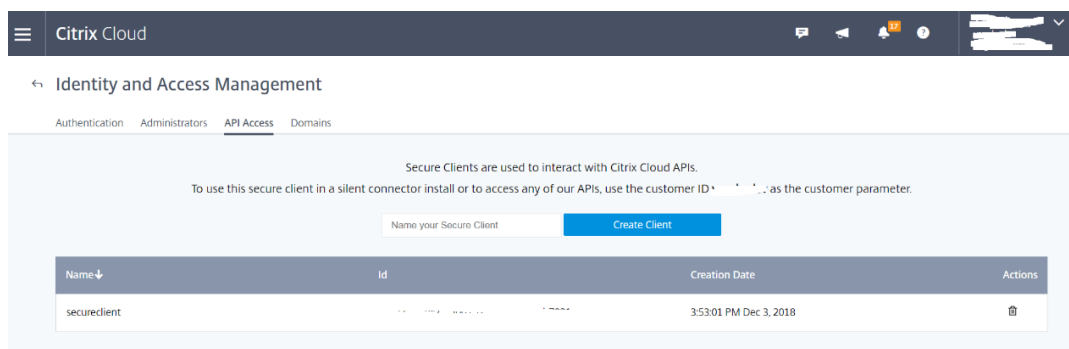 Citrix Cloud
17
?
Identity and Access Management
Authentication Administrators API Access Domains
Secure Clients are used to interact with Citrix Cloud APIs.
To use this secure client in a silent connector install or to access any of our APIs, use the customer ID as the customer parameter.
Name your Secure Client Create Client
Name Id Creation Date Actions
secureclient 3:53:01 PM Dec 3, 2018